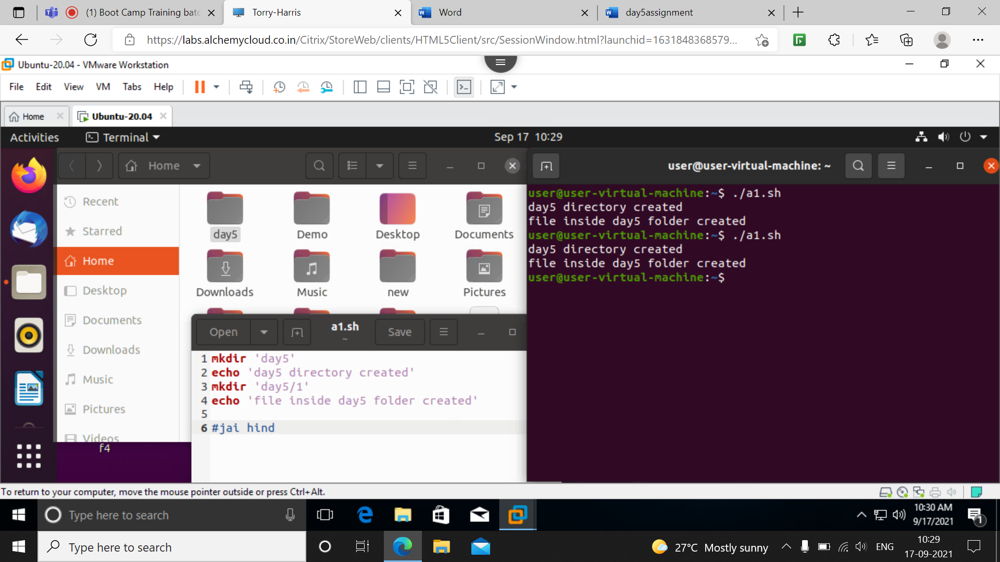 (1) Boot Camp Training batc
Torry-Harris
Word
day5assignment
https://labs.alchemycloud.co.in/Citrix/StoreWeb/clients/HTML5Client/src/SessionWindow.html?launchid=1631848368579...
Ubuntu-20.04 - VMware Workstation
File Edit View VM Tabs Help
Home
Ubuntu-20.04
Activities
Terminal
Sep 17 10:29
Home
user@user-virtual-machine: ~
Recent
Starred
Home
Desktop
Documents
Downloads
Music
Pictures
Videos
f4
day5 Demo Desktop Documents
Downloads Music new Pictures
Open
a1.sh
~
Save
1 mkdir 'day5'
2 echo 'day5 directory created'
3 mkdir 'day5/1'
4 echo 'file inside day5 folder created'
5
6 #jai hind
user@user-virtual-machine:~$ ./a1.sh
day5 directory created
file inside day5 folder created
user@user-virtual-machine:~$ ./a1.sh
day5 directory created
file inside day5 folder created
user@user-virtual-machine:~$
To return to your computer, move the mouse pointer outside or press Ctrl+Alt.
Type here to search
10:30 AM
9/17/2021
1
Type here to search
27°C Mostly sunny
ENG
10:29
17-09-2021